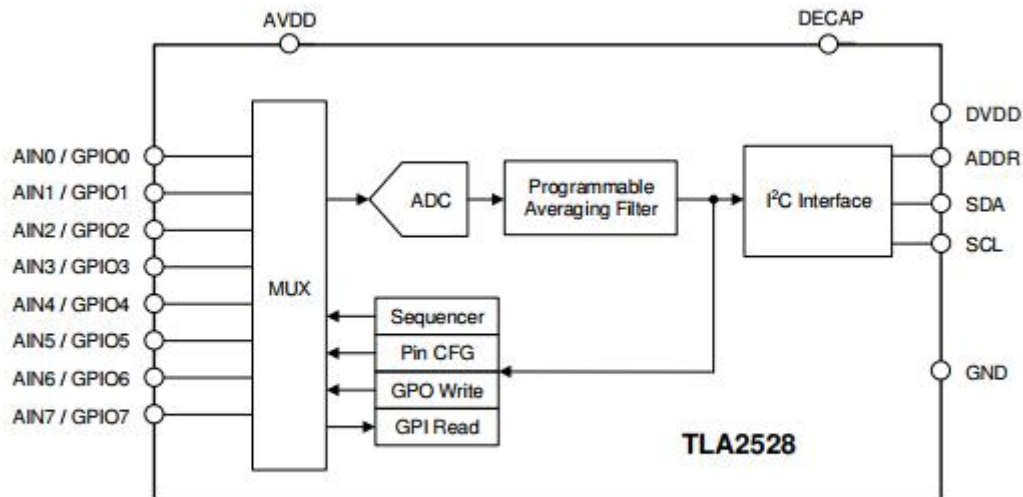 AVDD
DECAP
DVDD
AIN0 / GPIO0
ADDR
AIN1 / GPIO1
ADC
Programmable
Averaging Filter
I²C Interface
SDA
AIN2 / GPIO2
SCL
AIN3 / GPIO3
MUX
AIN4 / GPIO4
Sequencer
AIN5 / GPIO5
Pin CFG
GND
AIN6 / GPIO6
GPO Write
AIN7 / GPIO7
GPI Read
TLA2528